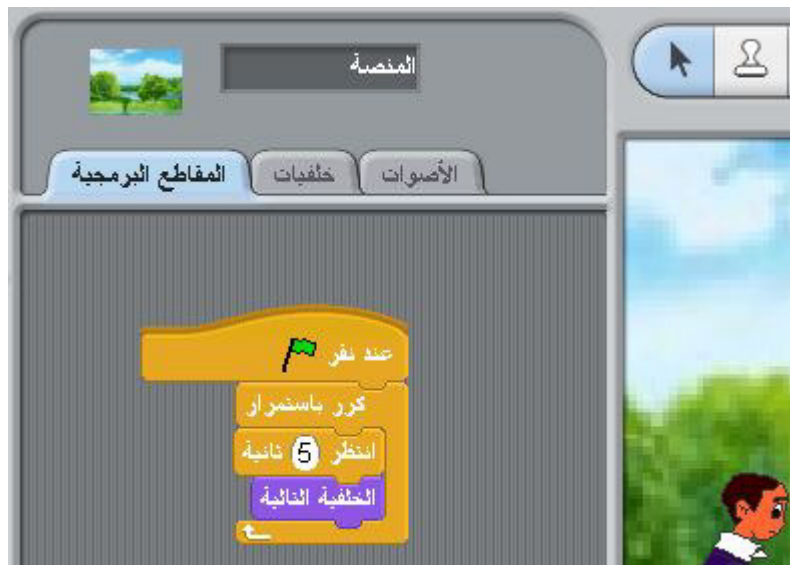 المنصة
الأصوات
خلفيات
المقاطع البرمجية
عند نقر
كرر باستمرار
انتظر 5 ثانية
الخلفية التالية